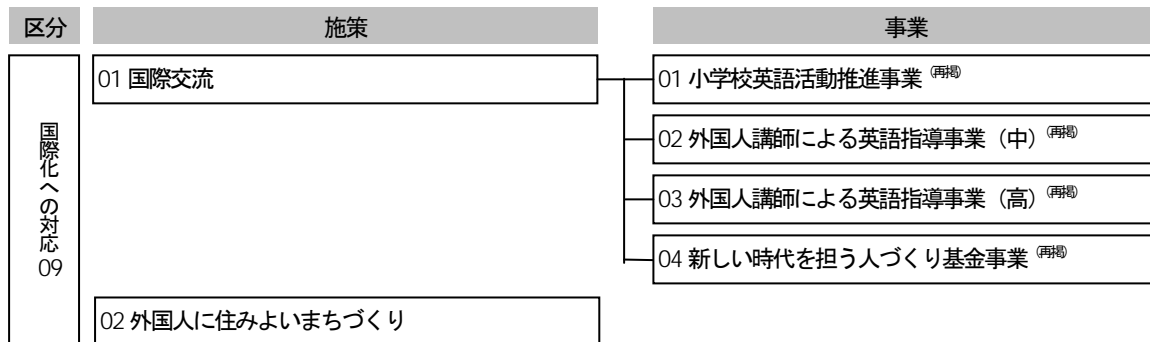 区分 施策 事業
国際化への対応 09
01 国際交流
01 小学校英語活動推進事業 (再掲)
02 外国人講師による英語指導事業（中） (再掲)
03 外国人講師による英語指導事業（高） (再掲)
04 新しい時代を担う人づくり基金事業 (再掲)
02 外国人に住みよいまちづくり